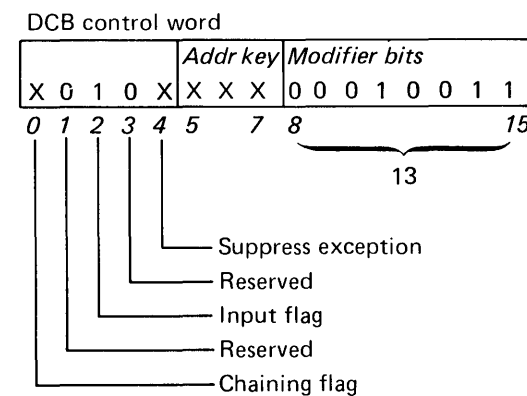 DCB control word
Addr key Modifier bits
X 0 1 0 X X X X 0 0 0 1 0 0 1 1
0 1 2 3 4 5 7 8 15
13
Suppress exception
Reserved
Input flag
Reserved
Chaining flag